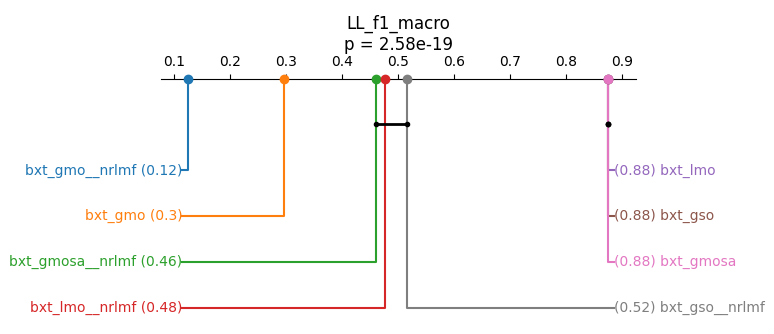 LL_f1_macro
p = 2.58e-19
0.1 0.2 0.3 0.4 0.5 0.6 0.7 0.8 0.9
bxt_gmo__nrlmf (0.12) (0.88) bxt_lmo
bxt_gmo (0.3) (0.88) bxt_gso
bxt_gmosa__nrlmf (0.46) (0.88) bxt_gmosa
bxt_lmo__nrlmf (0.48) (0.52) bxt_gso__nrlmf